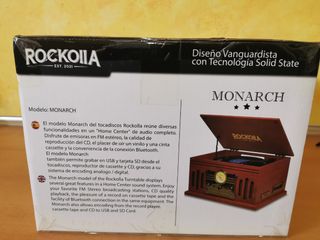 ROCKOLLA
EST. 2021
Diseño Vanguardista
con Tecnología Solid State
Modelo: MONARCH
MONARCH
El modelo Monarch del tocadiscos Rockolla reúne diversas
funcionalidades en un "Home Center" de audio completo.
Disfruta de emisoras en FM estéreo, la calidad de
reproducción del CD, el placer de un vinilo, una cinta
cassette y la conveniencia de la conexión Bluetooth.
El modelo Monarch
también permite grabar en USB y tarjeta SD desde el
tocadiscos, de reproductor cassette y de CD, gracias a su
sistema de encoding analógico / digital.
The Monarch model of the Rockolla Turntable displays
several great features in a Home Center sound system. Enjoy
your favorite FM Stereo broadcasting stations, CD quality
playback, the pleasure of a record and cassette tape and the
facility of Bluetooth connection in the same equipment. The
Monarch also allows encoding from the record player,
cassette tape and CD to USB and SD Card.
ROCKOLLA